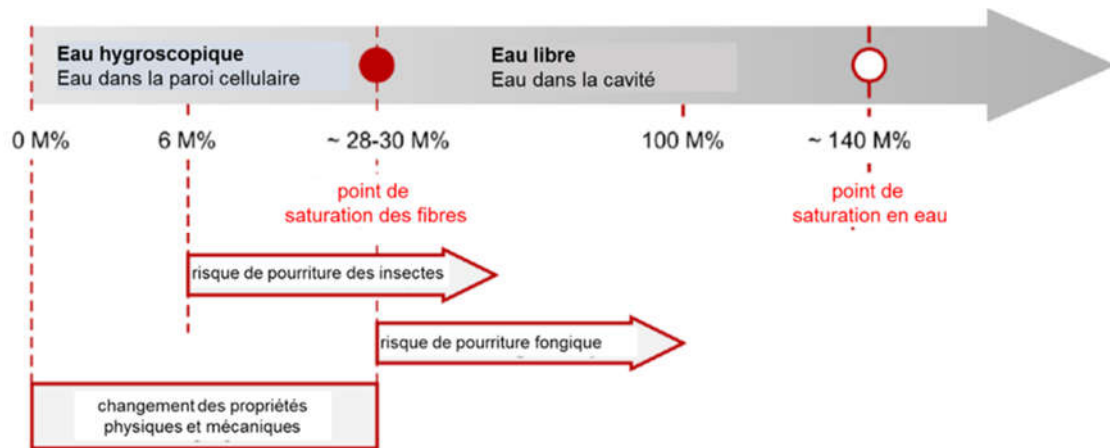 Eau hygroscopique
Eau dans la paroi cellulaire
Eau libre
Eau dans la cavité
0 M%
6 M%
~ 28-30 M%
100 M%
~ 140 M%
point de
saturation des fibres
point de
saturation en eau
risque de pourriture des insectes
risque de pourriture fongique
changement des propriétés
physiques et mécaniques